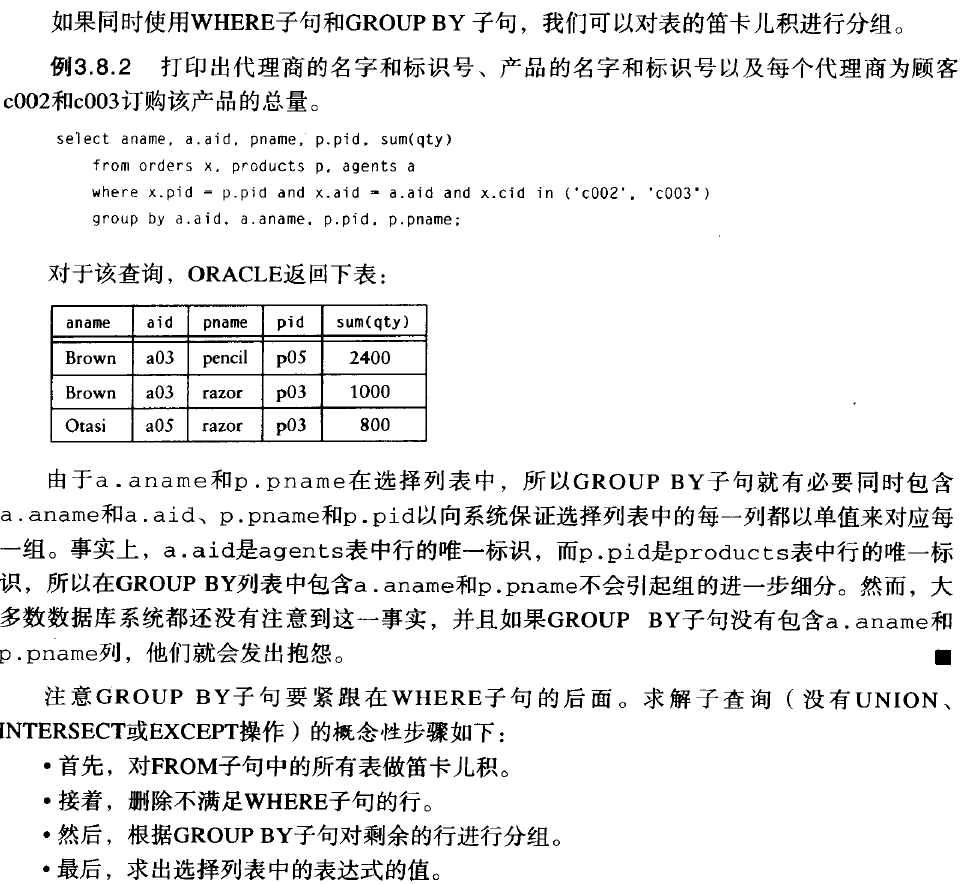 如果同时使用WHERE子句和GROUP BY 子句，我们可以对表的笛卡儿积进行分组。
例3.8.2 打印出代理商的名字和标识号、产品的名字和标识号以及每个代理商为顾客
c002和c003订购该产品的总量。
select aname, a.aid, pname, p.pid, sum(qty)
from orders x, products p, agents a
where x.pid = p.pid and x.aid = a.aid and x.cid in ('c002', 'c003')
group by a.aid, a.aname, p.pid, p.pname;
对于该查询，ORACLE返回下表：
aname aid pname pid sum(qty)
Brown a03 pencil p05 2400
Brown a03 razor p03 1000
Otasi a05 razor p03 800
由于a.aname和p.pname在选择列表中，所以GROUP BY子句就有必要同时包含
a.aname和a.aid、p.pname和p.pid以向系统保证选择列表中的每一列都以单值来对应每
一组。事实上，a.aid是agents表中行的唯一标识，而p.pid是products表中行的唯一标
识，所以在GROUP BY列表中包含a.aname和p.pname不会引起组的进一步细分。然而，大
多数数据库系统都还没有注意到这一事实，并且如果GROUP BY子句没有包含a.aname和
p.pname列，他们就会发出抱怨。 ■
注意GROUP BY子句要紧跟在WHERE子句的后面。求解子查询（没有UNION、
INTERSECT或EXCEPT操作）的概念性步骤如下：
•首先，对FROM子句中的所有表做笛卡儿积。
•接着，删除不满足WHERE子句的行。
•然后，根据GROUP BY子句对剩余的行进行分组。
•最后，求出选择列表中的表达式的值。